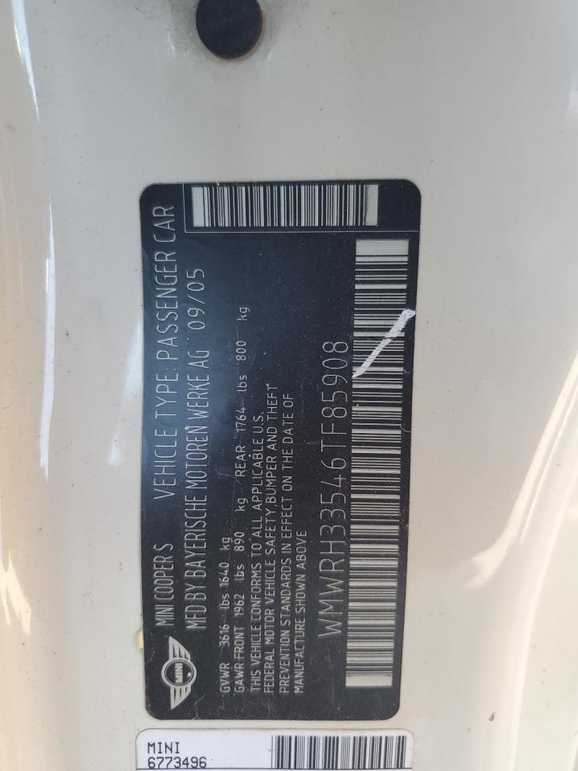 MINI COOPER S VEHICLE TYPE: PASSENGER CAR
MFD BY BAYERISCHE MOTOREN WERKE AG 09/05
GVWR 3616 lbs 1640 kg
GAWR FRONT 1962 lbs 890 kg REAR 1764 lbs 800 kg
THIS VEHICLE CONFORMS TO ALL APPLICABLE U.S.
FEDERAL MOTOR VEHICLE SAFETY, BUMPER AND THEFT
PREVENTION STANDARDS IN EFFECT ON THE DATE OF
MANUFACTURE SHOWN ABOVE
WMWRH33546TF85908
MINI
MINI
6773496